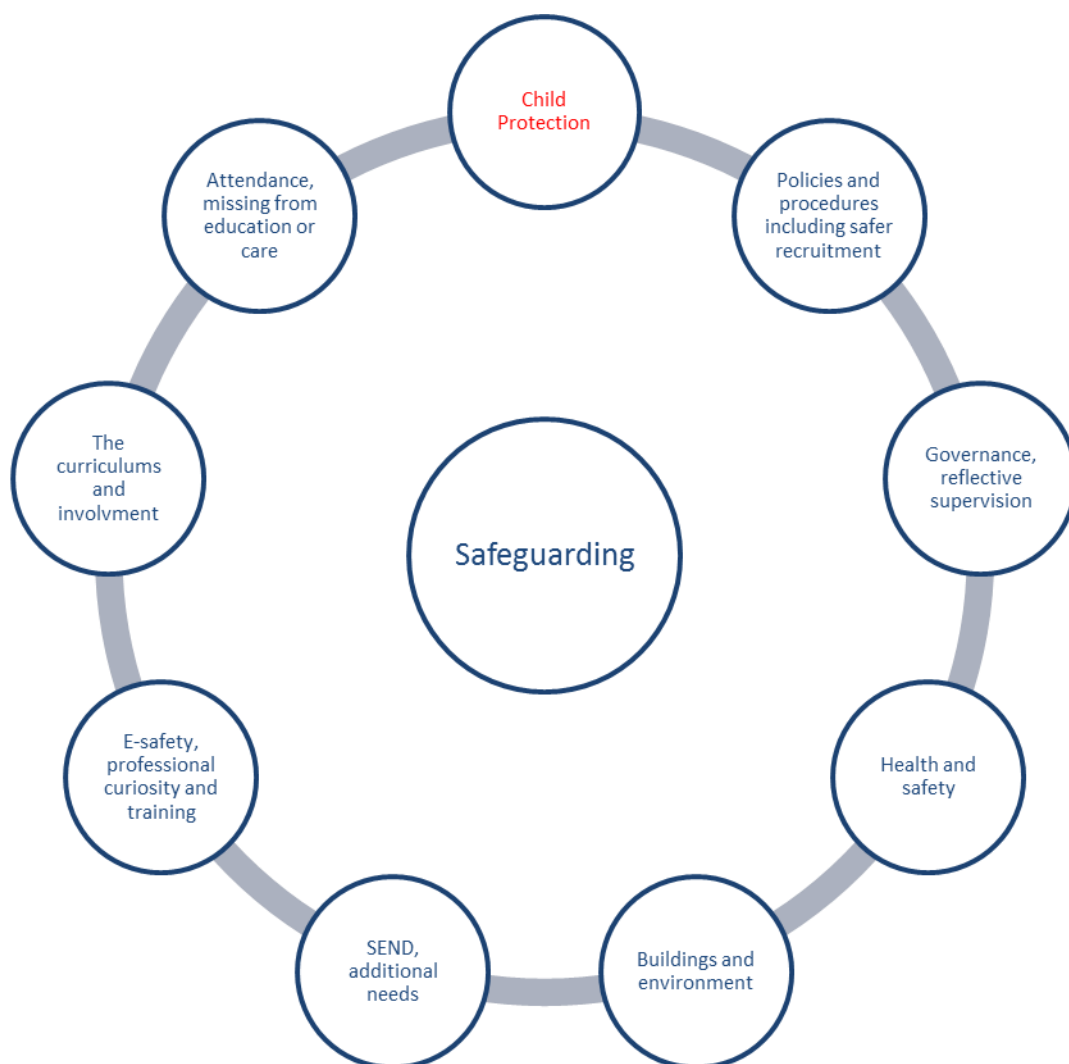 Child
Protection
Policies and
procedures
including safer
recruitment
Governance,
reflective
supervision
Health and
safety
Buildings and
environment
SEND,
additional
needs
E-safety,
professional
curiosity and
training
The
curriculums
and
involvment
Attendance,
missing from
education or
care
Safeguarding